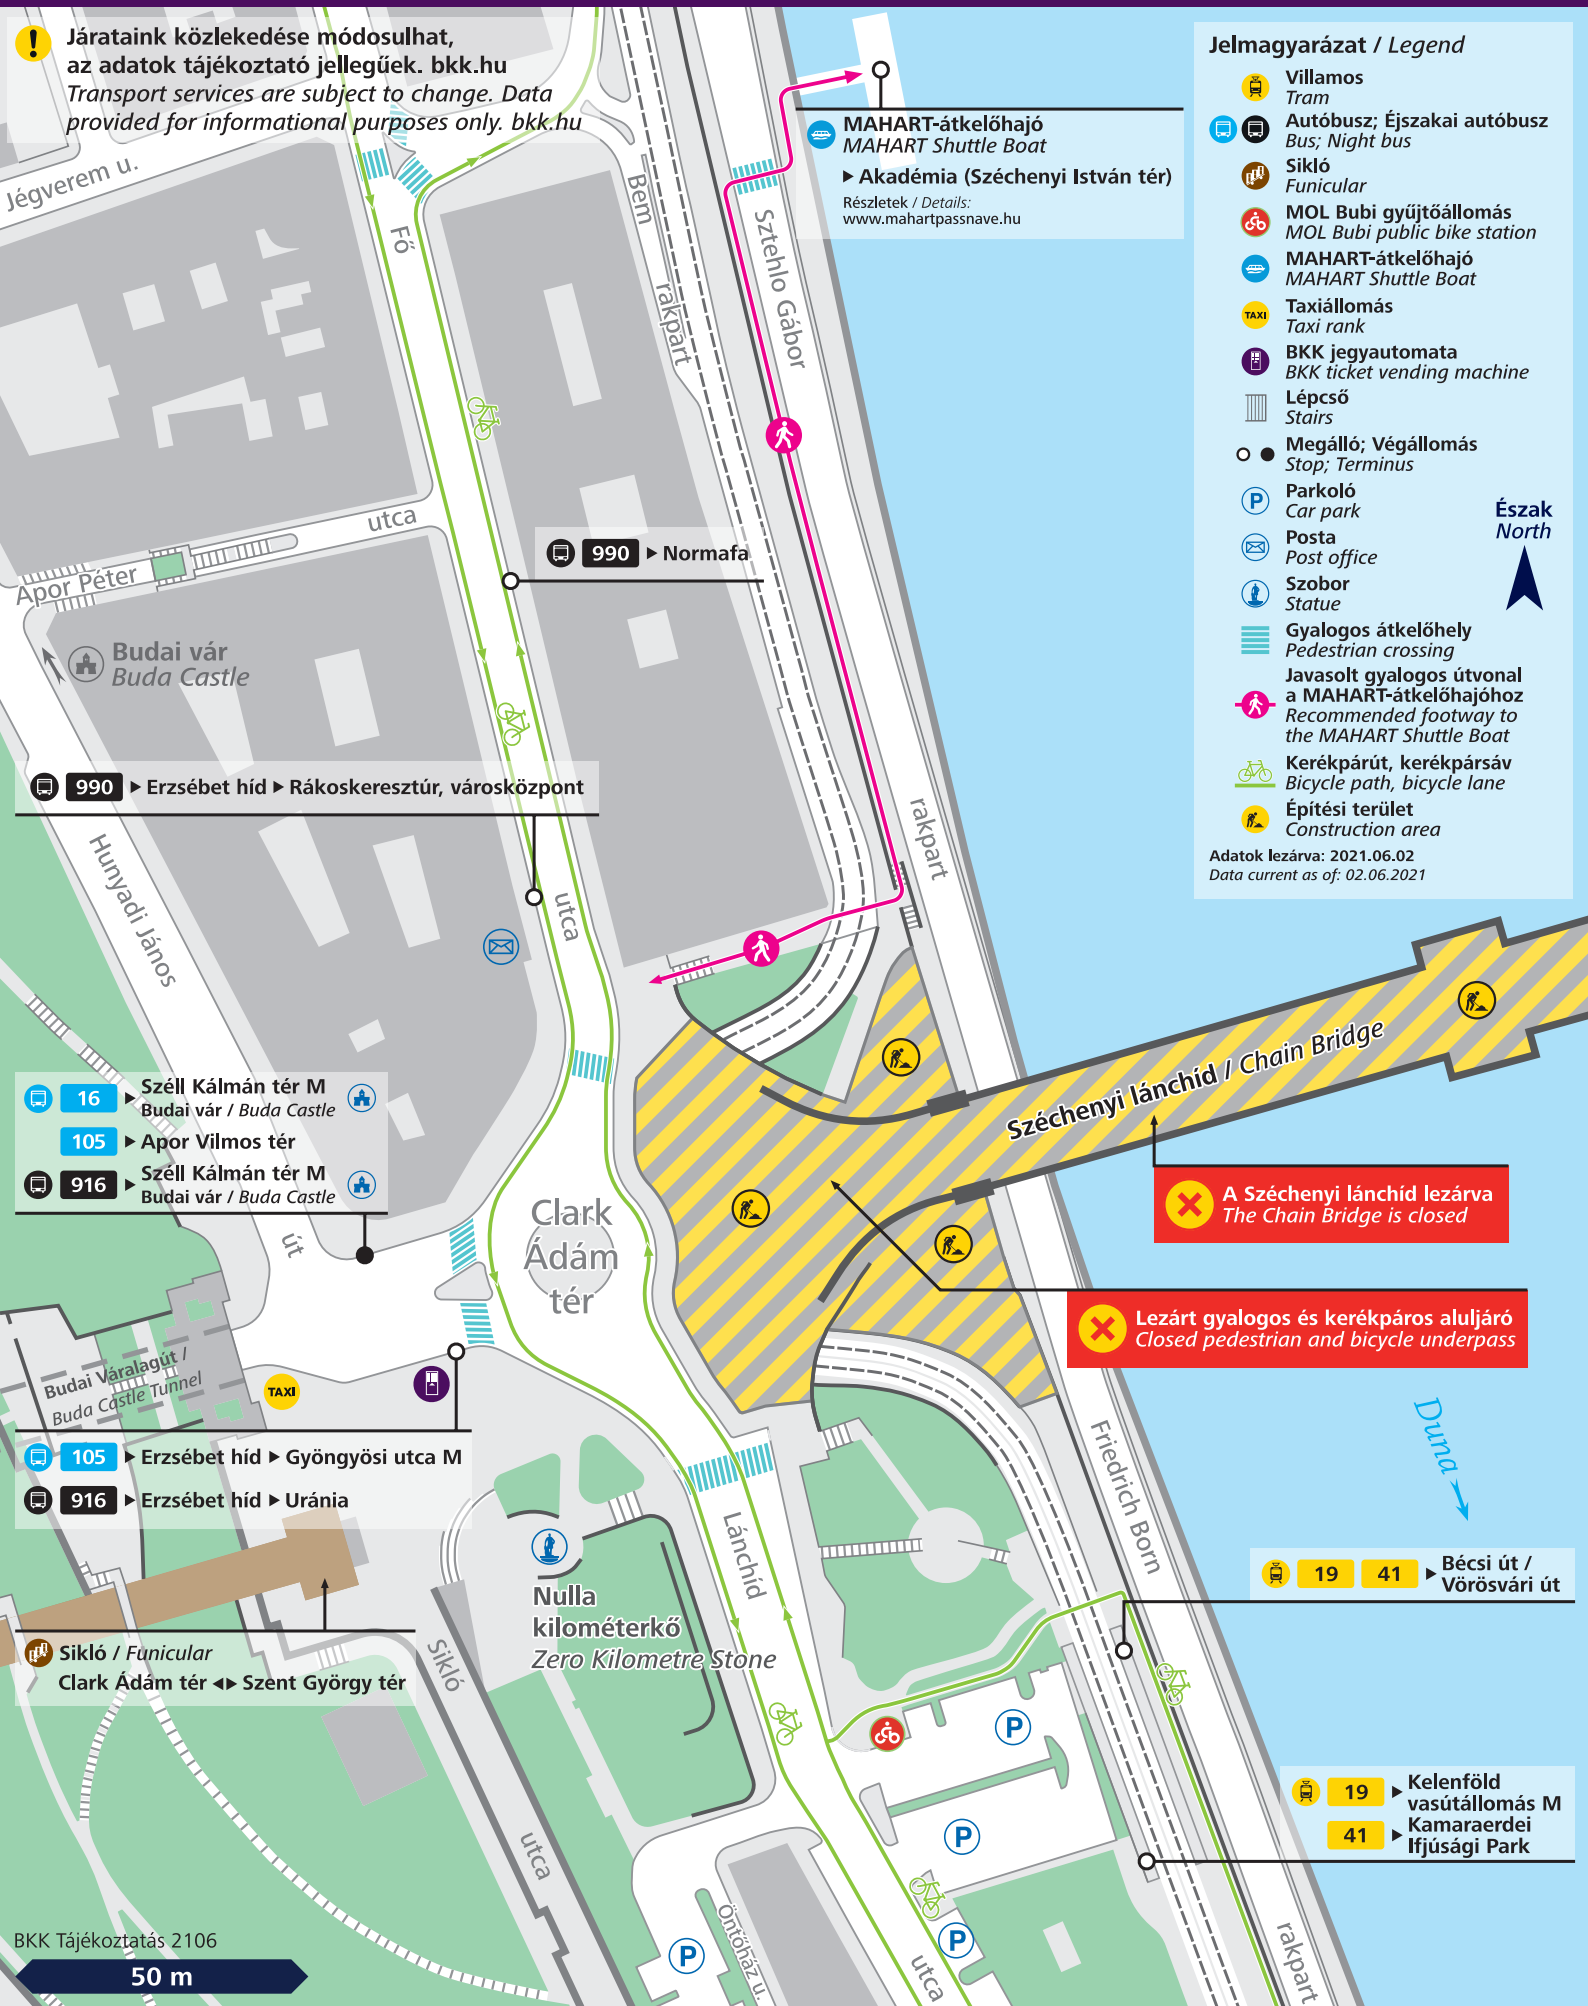 Járataink közlekedése módosulhat,
az adatok tájékoztató jellegűek. bkk.hu
Transport services are subject to change. Data
provided for informational purposes only. bkk.hu
MAHART-átkelőhajó
MAHART Shuttle Boat
Akadémia (Széchenyi István tér)
Részletek / Details:
www.mahartpassnave.hu
Jelmagyarázat / Legend
Villamos
Tram
Autóbusz; Éjszakai autóbusz
Bus; Night bus
Sikló
Funicular
MOL Bubi gyűjtőállomás
MOL Bubi public bike station
MAHART-átkelőhajó
MAHART Shuttle Boat
TAXI
Taxiállomás
Taxi rank
BKK jegyautomata
BKK ticket vending machine
Lépcső
Stairs
Megálló; Végállomás
Stop; Terminus
P
Parkoló
Car park
Posta
Post office
Szobor
Statue
Gyalogos átkelőhely
Pedestrian crossing
Javasolt gyalogos útvonal
a MAHART-átkelőhajóhoz
Recommended footway to
the MAHART Shuttle Boat
Kerékpárút, kerékpársáv
Bicycle path, bicycle lane
Építési terület
Construction area
Adatok lezárva: 2021.06.02
Data current as of: 02.06.2021
Észak
North
Jégverem u.
Fő
Bem
rakpart
Sztehlo Gábor
rakpart
utca
Apor Péter
990 Normafa
Budai vár
Buda Castle
990 Erzsébet híd Rákoskeresztúr, városközpont
Hunyadi János
utca
16 Széll Kálmán tér M
Budai vár / Buda Castle
105 Apor Vilmos tér
916 Széll Kálmán tér M
Budai vár / Buda Castle
út
Clark
Ádám
tér
Széchenyi lánchíd / Chain Bridge
A Széchenyi lánchíd lezárva
The Chain Bridge is closed
Lezárt gyalogos és kerékpáros aluljáró
Closed pedestrian and bicycle underpass
Budai Váralagút /
Buda Castle Tunnel
TAXI
105 Erzsébet híd Gyöngyösi utca M
916 Erzsébet híd Uránia
Friedrich Born
Duna
Lánchíd
Nulla
kilométerkő
Zero Kilometre Stone
19 41 Bécsi út /
Vörösvári út
Sikló / Funicular
Clark Ádám tér Szent György tér
Sikló
P
19 Kelenföld
vasútállomás M
41 Kamaraerdei
Ifjúsági Park
P
utca
Öntőház u.
P
P
utca
rakpart
BKK Tájékoztatás 2106
50 m